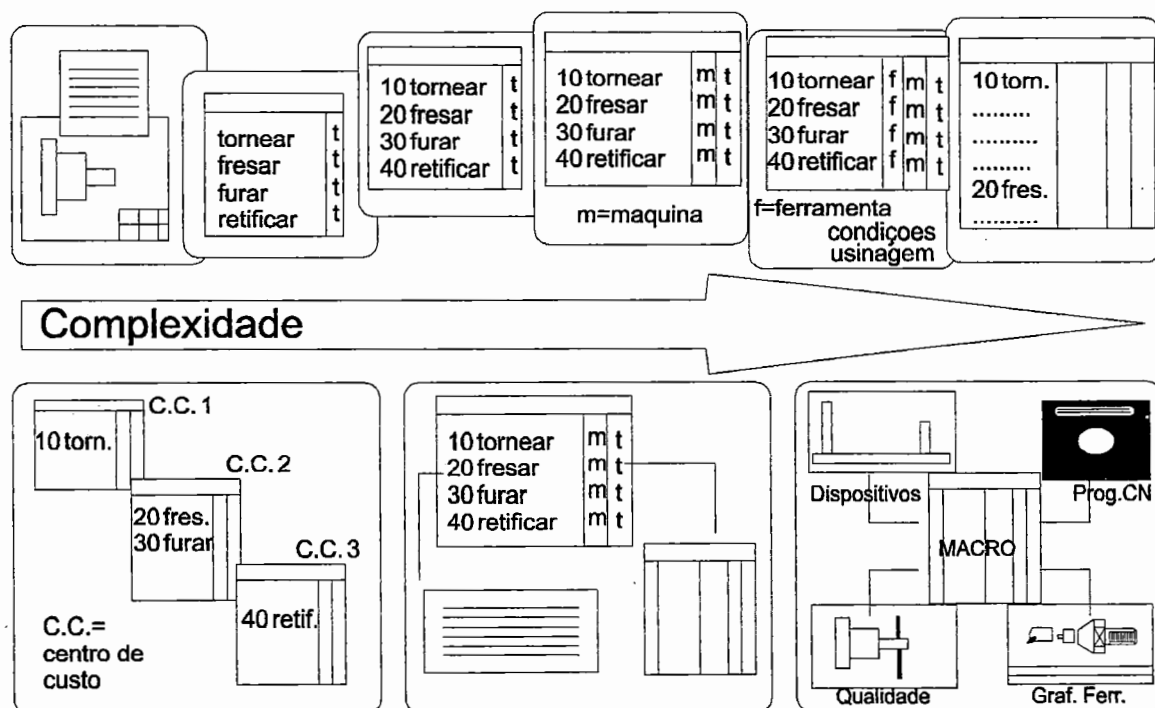 tornear t
fresar t
furar t
retificar t
10 tornear t
20 fresar t
30 furar t
40 retificar t
10 tornear m t
20 fresar m t
30 furar m t
40 retificar m t
m=maquina
10 tornear f m t
20 fresar f m t
30 furar f m t
40 retificar f m t
f=ferramenta
condiçoes
usinagem
10 torn.
.........
.........
.........
20 fres.
.........
Complexidade
C.C. 1
10 torn.
C.C. 2
20 fres.
30 furar
C.C. 3
40 retif.
C.C.=
centro de
custo
10 tornear m t
20 fresar m t
30 furar m t
40 retificar m t
Dispositivos
Prog.CN
MACRO
Qualidade
Graf. Ferr.